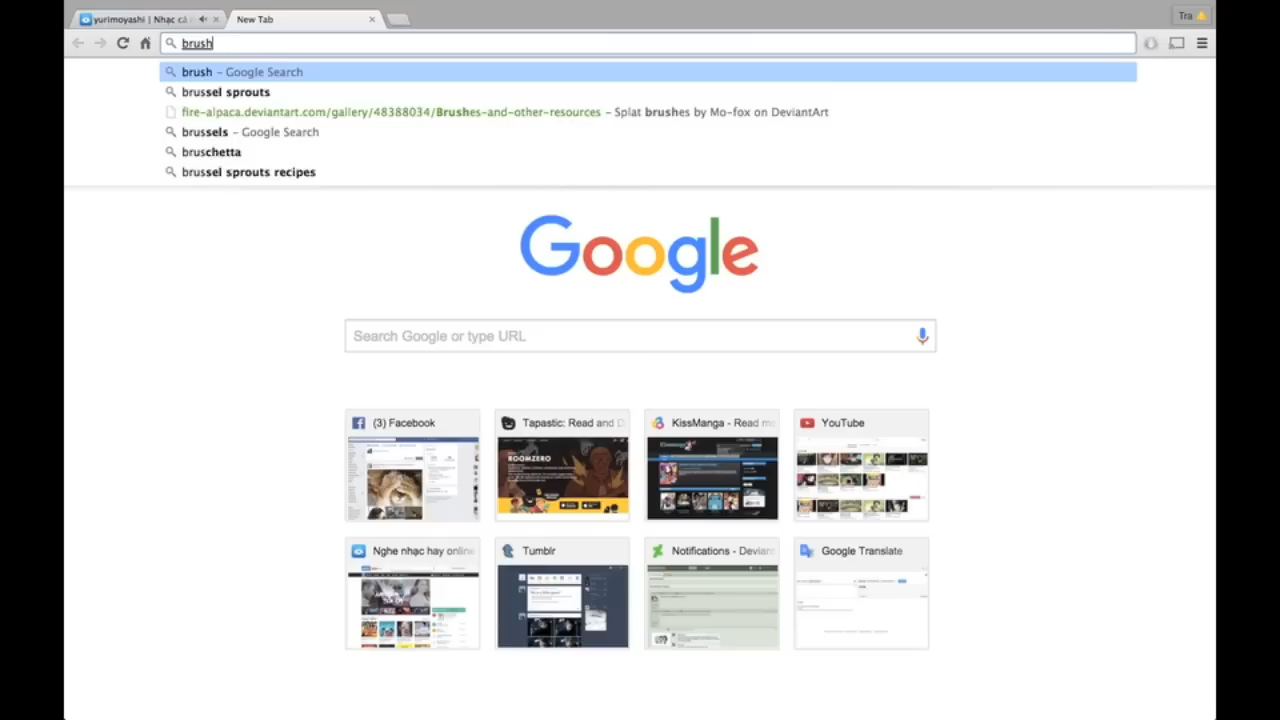 yurimoyashi | Nhạc cá n
New Tab
Tra
brush
brush – Google Search
brussel sprouts
fire-alpaca.deviantart.com/gallery/48388034/Brushes-and-other-resources – Splat brushes by Mo-fox on DeviantArt
brussels – Google Search
bruschetta
brussel sprouts recipes
Google
Search Google or type URL
(3) Facebook
Tapastic: Read and D
KissManga - Read mo
YouTube
ROOMZERO
Nghe nhạc hay online
Tumblr
Notifications - Deviant
Google Translate